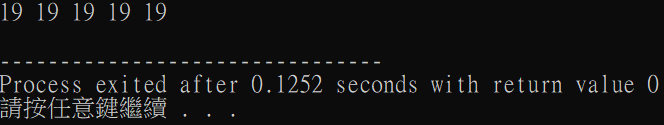 19 19 19 19 19
--------------------------------
Process exited after 0.1252 seconds with return value 0
請按任意鍵繼續 . . .